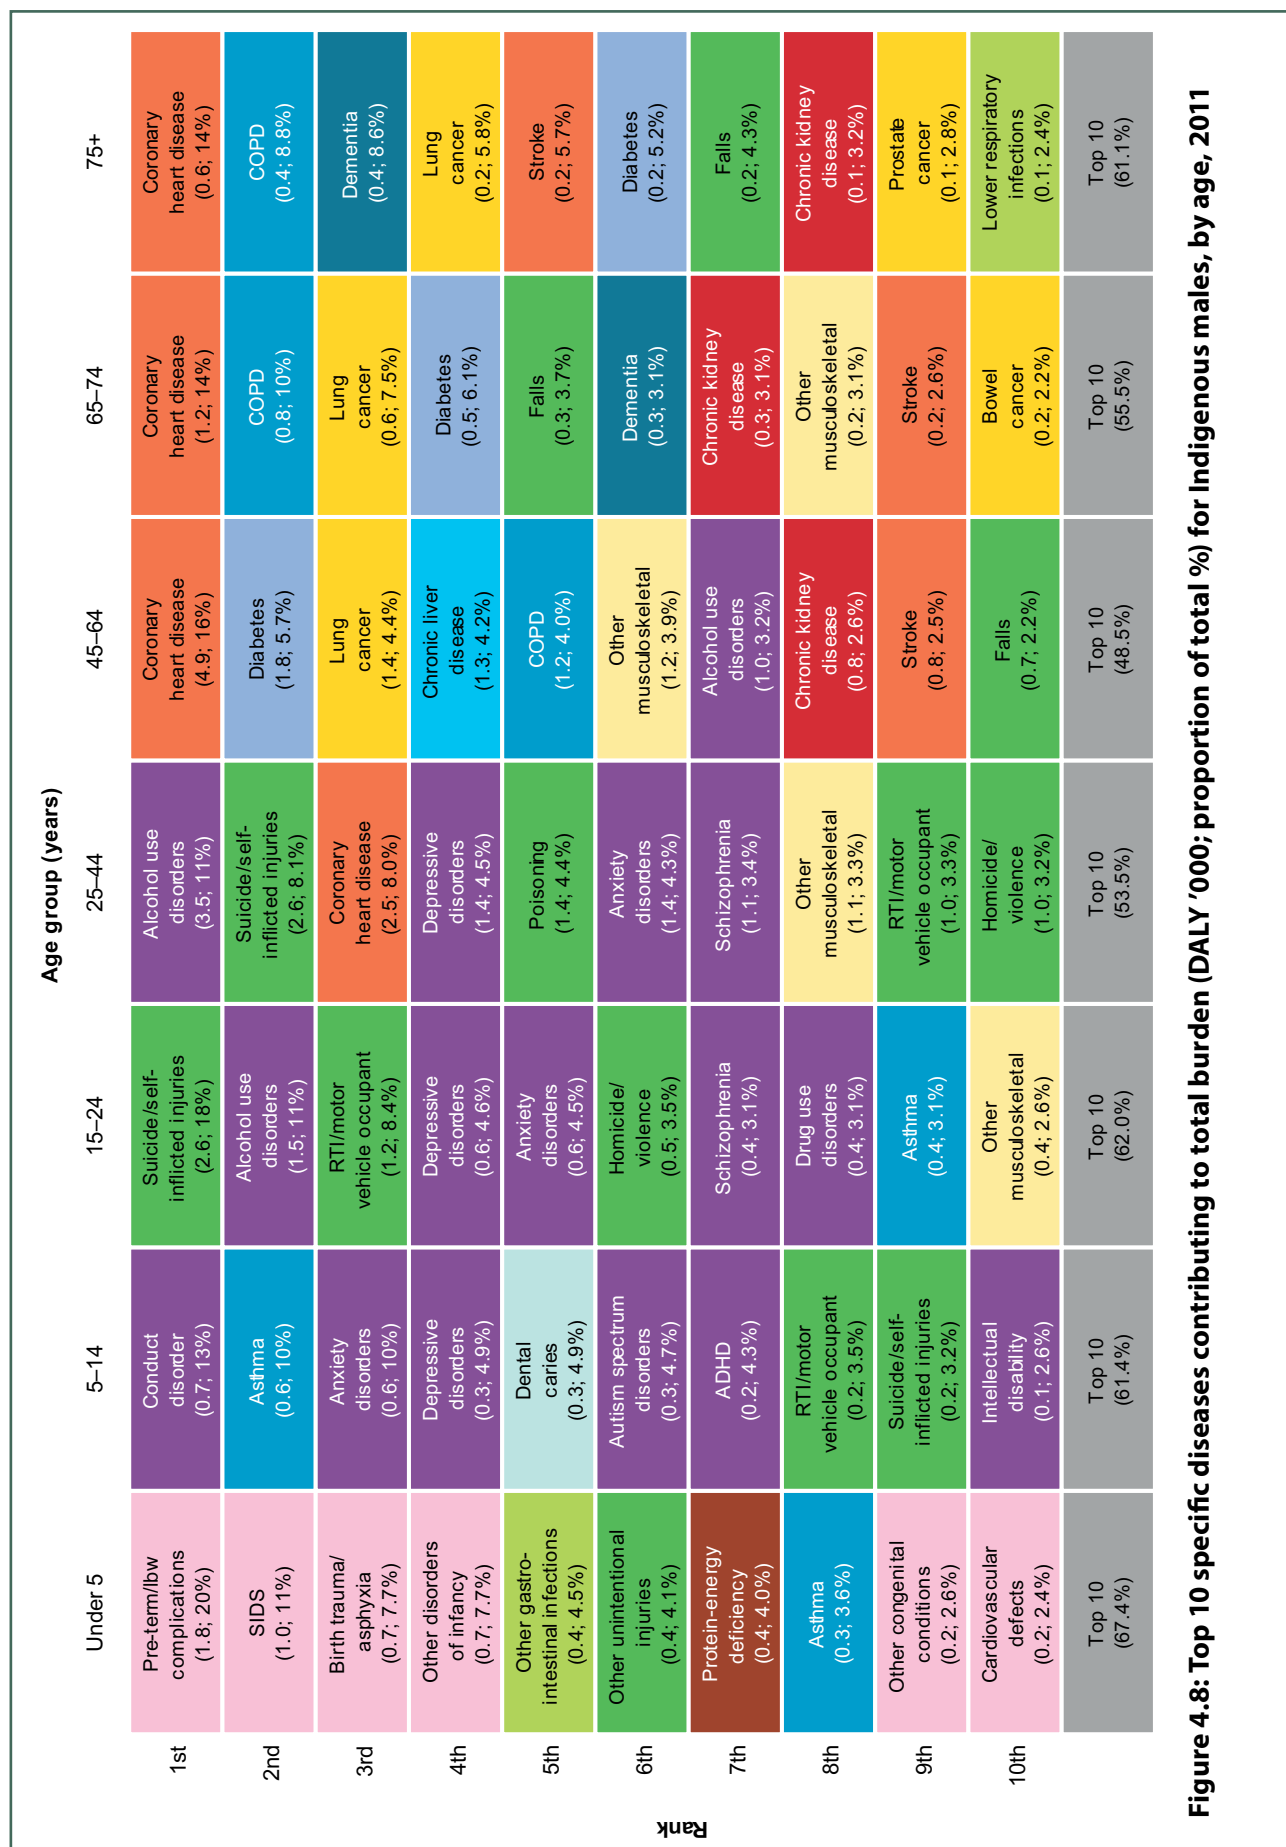 Age group (years)
Under 5
5–14
15–24
25–44
45–64
65–74
75+
Rank
1st
Pre-term/lbw
complications
(1.8; 20%)
Conduct
disorder
(0.7; 13%)
Suicide/self-
inflicted injuries
(2.6; 18%)
Alcohol use
disorders
(3.5; 11%)
Coronary
heart disease
(4.9; 16%)
Coronary
heart disease
(1.2; 14%)
Coronary
heart disease
(0.6; 14%)
2nd
SIDS
(1.0; 11%)
Asthma
(0.6; 10%)
Alcohol use
disorders
(1.5; 11%)
Suicide/self-
inflicted injuries
(2.6; 8.1%)
Diabetes
(1.8; 5.7%)
COPD
(0.8; 10%)
COPD
(0.4; 8.8%)
3rd
Birth trauma/
asphyxia
(0.7; 7.7%)
Anxiety
disorders
(0.6; 10%)
RTI/motor
vehicle occupant
(1.2; 8.4%)
Coronary
heart disease
(2.5; 8.0%)
Lung
cancer
(1.4; 4.4%)
Lung
cancer
(0.6; 7.5%)
Dementia
(0.4; 8.6%)
4th
Other disorders
of infancy
(0.7; 7.7%)
Depressive
disorders
(0.3; 4.9%)
Depressive
disorders
(0.6; 4.6%)
Depressive
disorders
(1.4; 4.5%)
Chronic liver
disease
(1.3; 4.2%)
Diabetes
(0.5; 6.1%)
Lung
cancer
(0.2; 5.8%)
5th
Other gastro-
intestinal infections
(0.4; 4.5%)
Dental
caries
(0.3; 4.9%)
Anxiety
disorders
(0.6; 4.5%)
Poisoning
(1.4; 4.4%)
COPD
(1.2; 4.0%)
Falls
(0.3; 3.7%)
Stroke
(0.2; 5.7%)
6th
Other unintentional
injuries
(0.4; 4.1%)
Autism spectrum
disorders
(0.3; 4.7%)
Homicide/
violence
(0.5; 3.5%)
Anxiety
disorders
(1.4; 4.3%)
Other
musculoskeletal
(1.2; 3.9%)
Dementia
(0.3; 3.1%)
Diabetes
(0.2; 5.2%)
7th
Protein-energy
deficiency
(0.4; 4.0%)
ADHD
(0.2; 4.3%)
Schizophrenia
(0.4; 3.1%)
Schizophrenia
(1.1; 3.4%)
Alcohol use
disorders
(1.0; 3.2%)
Chronic kidney
disease
(0.3; 3.1%)
Falls
(0.2; 4.3%)
8th
Asthma
(0.3; 3.6%)
RTI/motor
vehicle occupant
(0.2; 3.5%)
Drug use
disorders
(0.4; 3.1%)
Other
musculoskeletal
(1.1; 3.3%)
Chronic kidney
disease
(0.8; 2.6%)
Other
musculoskeletal
(0.2; 3.1%)
Chronic kidney
disease
(0.1; 3.2%)
9th
Other congenital
conditions
(0.2; 2.6%)
Suicide/self-
inflicted injuries
(0.2; 3.2%)
Asthma
(0.4; 3.1%)
RTI/motor
vehicle occupant
(1.0; 3.3%)
Stroke
(0.8; 2.5%)
Stroke
(0.2; 2.6%)
Prostate
cancer
(0.1; 2.8%)
10th
Cardiovascular
defects
(0.2; 2.4%)
Intellectual
disability
(0.1; 2.6%)
Other
musculoskeletal
(0.4; 2.6%)
Homicide/
violence
(1.0; 3.2%)
Falls
(0.7; 2.2%)
Bowel
cancer
(0.2; 2.2%)
Lower respiratory
infections
(0.1; 2.4%)
Top 10
(67.4%)
Top 10
(61.4%)
Top 10
(62.0%)
Top 10
(53.5%)
Top 10
(48.5%)
Top 10
(55.5%)
Top 10
(61.1%)
Figure 4.8: Top 10 specific diseases contributing to total burden (DALY '000; proportion of total %) for Indigenous males, by age, 2011